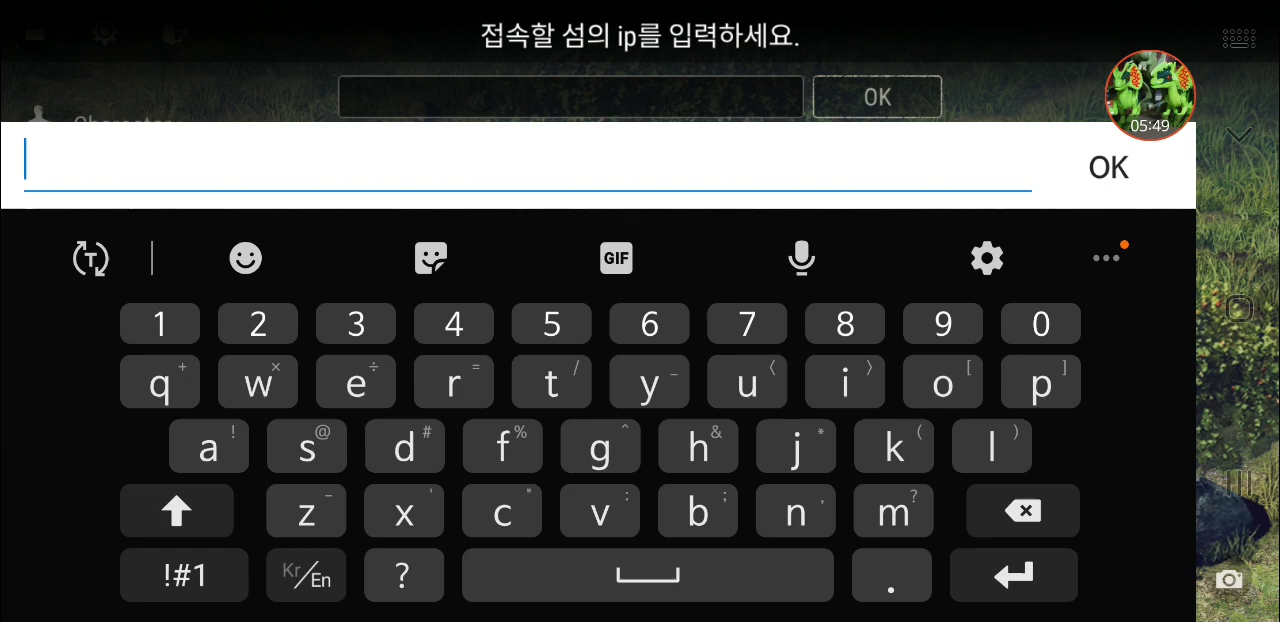 접속할 섬의 ip를 입력하세요.
OK
Character
05:49
OK
T
GIF
1 2 3 4 5 6 7 8 9 0
q + w × e ÷ r = t / y _ u 〈 i 〉 o [ p ]
a ! s @ d # f % g ^ h & j * k ( l )
z - x ' c " v : b ; n , m ?
!#1 Kr/En ? .